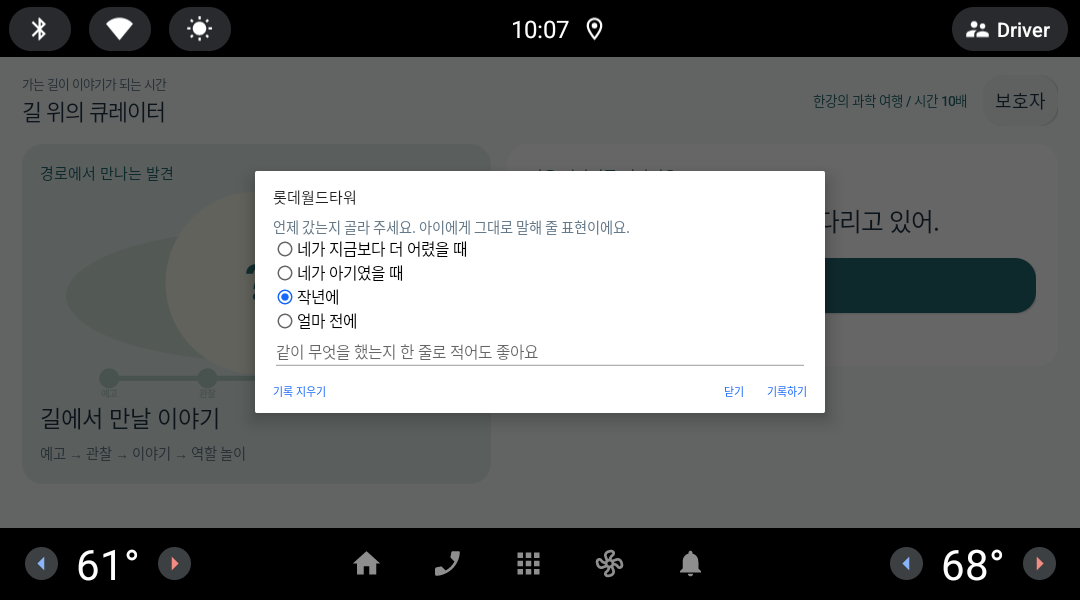 10:07
Driver
가는 길이 이야기가 되는 시간
길 위의 큐레이터
한강의 과학 여행 / 시간 10배
보호자
경로에서 만나는 발견
다리고 있어.
롯데월드타워
언제 갔는지 골라 주세요. 아이에게 그대로 말해 줄 표현이에요.
네가 지금보다 더 어렸을 때
네가 아기였을 때
작년에
얼마 전에
같이 무엇을 했는지 한 줄로 적어도 좋아요
기록 지우기
닫기
기록하기
예고
관찰
길에서 만날 이야기
예고 → 관찰 → 이야기 → 역할 놀이
61°
68°